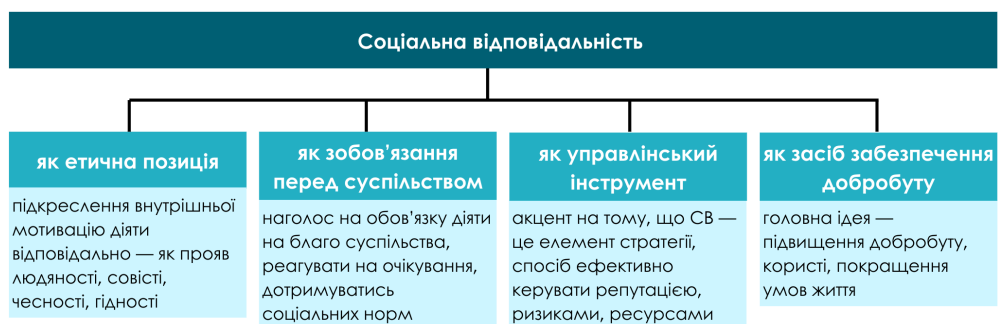 Соціальна відповідальність
як етична позиція
підкреслення внутрішньої
мотивацію діяти
відповідально — як прояв
людяності, совісті,
чесності, гідності
як зобов’язання
перед суспільством
наголос на обов’язку діяти
на благо суспільства,
реагувати на очікування,
дотримуватись
соціальних норм
як управлінський
інструмент
акцент на тому, що СВ —
це елемент стратегії,
спосіб ефективно
керувати репутацією,
ризиками, ресурсами
як засіб забезпечення
добробуту
головна ідея —
підвищення добробуту,
користі, покращення
умов життя